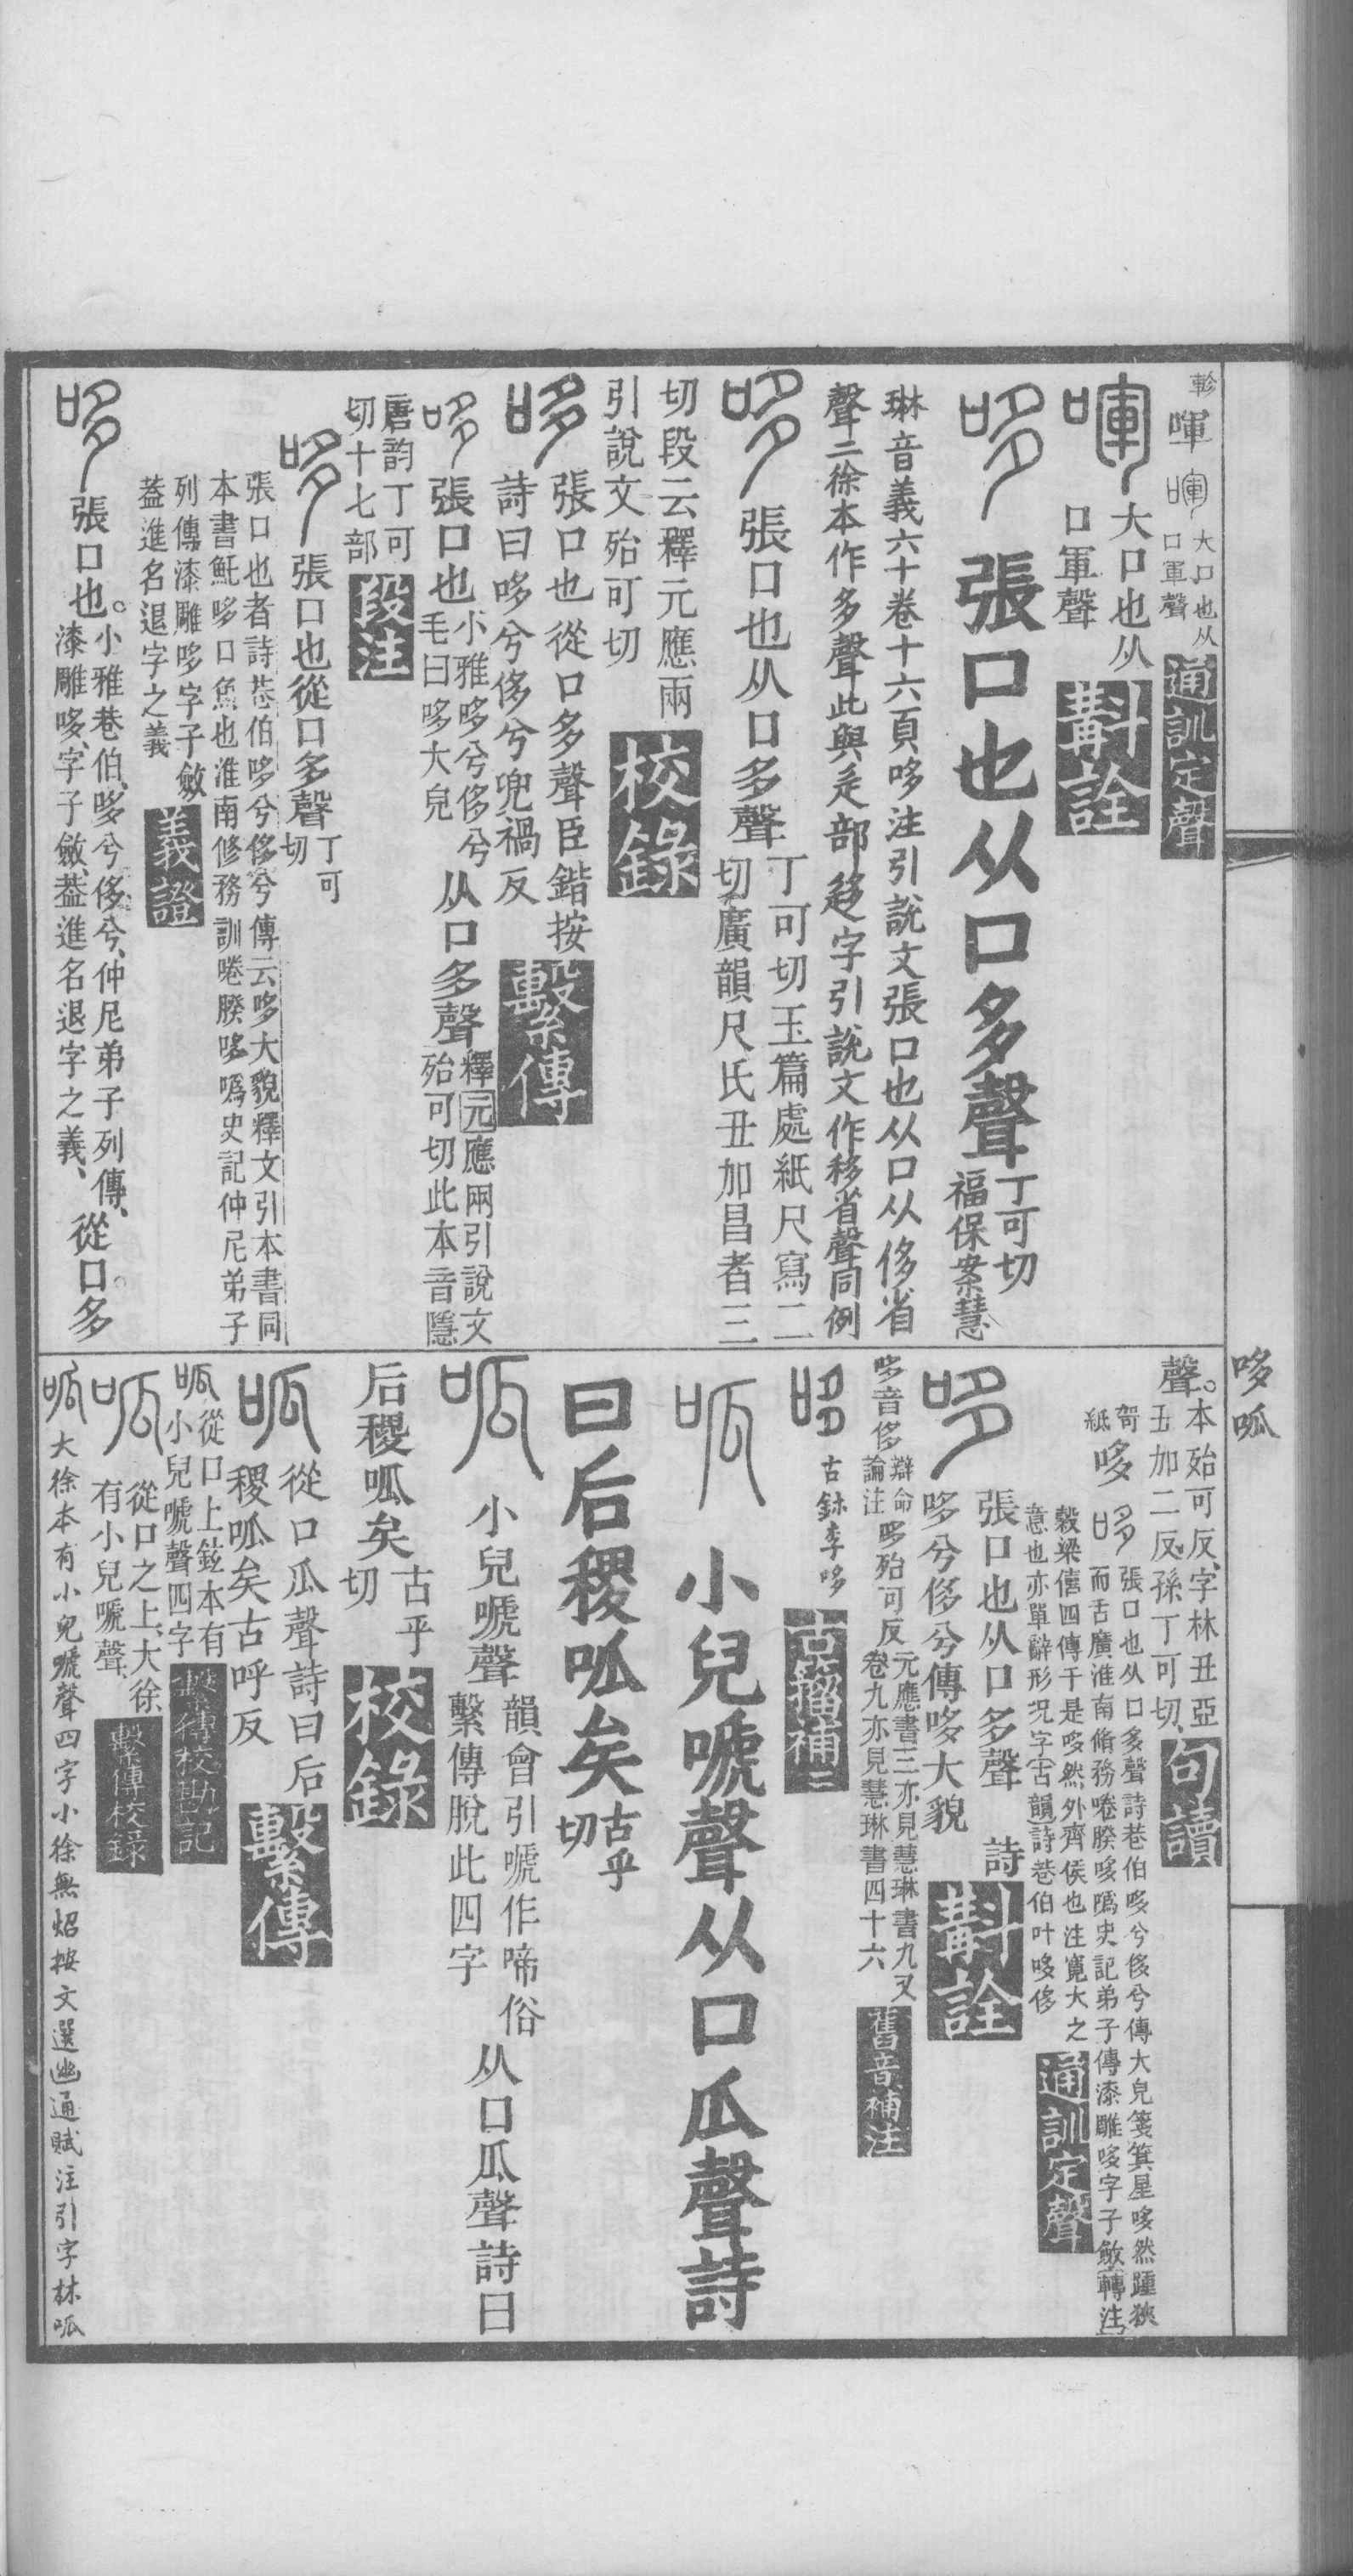 哆呱
軫
暉 大口也从
口軍聲 通訓定聲
大口也从
口軍聲 斠詮
哆 張口也从口多聲 丁可切
福保案慧
琳音義六十卷十六頁哆注引說文張口也从口从侈省
聲二徐本作多聲此與辵部迻字引說文作移省聲同例
哆 張口也从口多聲 丁可切玉篇處紙尺寫二
切廣韻尺氏丑加昌者三
切段云釋元應兩
引說文殆可切 校錄
哆 張口也從口多聲臣鍇按
詩曰哆兮侈兮兜禍反 繫傳
哆 張口也 小雅哆兮侈兮
毛曰哆大皃 从口多聲 釋元應兩引說文
殆可切此本音隱
唐韵丁可
切十七部 段注
哆 張口也從口多聲 丁可
切
張口也者詩巷伯哆兮侈兮傳云哆大貌釋文引本書同
本書魠哆口魚也淮南修務訓啳朘哆噅史記仲尼弟子
列傳漆雕哆字子斂
蓋進名退字之義 義證
哆 張口也。小雅巷伯、哆兮侈兮、仲尼弟子列傳、
漆雕哆、字子斂、蓋進名退字之義、 從口多
聲。本殆可反、字林丑亞
五加二反、孫丁可切、 句讀
哿
紙 哆 張口也从口多聲詩巷伯哆兮侈兮傳大皃箋箕星哆然踵狹
而舌廣淮南脩務啳朘哆噅史記弟子傳漆雕哆字子斂轉注
榖梁僖四傳于是哆然外齊侯也注寬大之
意也亦單辭形況字古韻詩巷伯叶哆侈 通訓定聲
張口也从口多聲 詩
哆兮侈兮傳哆大貌 斠詮
哆音侈 辯命
論注 哆殆可反 元應書三亦見慧琳書九又
卷九亦見慧琳書四十六 舊音補注
古鉢李哆 古籀補二
呱 小兒嗁聲从口瓜聲詩
曰后稷呱矣 古乎
切
呱 小兒嗁聲 韻會引嗁作啼俗
繫傳脫此四字 从口瓜聲詩曰
后稷呱矣 古乎
切 校錄
呱 從口瓜聲詩曰后
稷呱矣古呼反 繫傳
呱 從口上鉉本有
小兒嗁聲四字 繫傳校勘記
呱 從口之上、大徐
有小兒嗁聲、 繫傳校錄
呱 大徐本有小兒嗁聲四字小徐無炤按文選幽通賦注引字林呱